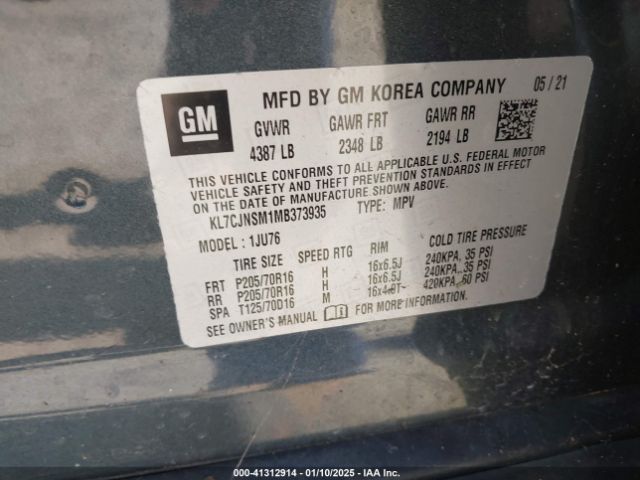 GM
MFD BY GM KOREA COMPANY 05 / 21
GVWR GAWR FRT GAWR RR
4387 LB 2348 LB 2194 LB
THIS VEHICLE CONFORMS TO ALL APPLICABLE U.S. FEDERAL MOTOR
VEHICLE SAFETY AND THEFT PREVENTION STANDARDS IN
EFFECT ON THE DATE OF MANUFACTURE SHOWN ABOVE.
KL7CJNSM1MB373935 TYPE: MPV
MODEL : 1JU76
TIRE SIZE SPEED RTG RIM COLD TIRE PRESSURE
FRT P205/70R16 H 16x6.5J 240KPA, 35 PSI
RR P205/70R16 H 16x6.5J 240KPA, 35 PSI
SPA T125/70D16 M 16x4.0T 420KPA, 60 PSI
SEE OWNER'S MANUAL FOR MORE INFORMATION.
000-41312914 - 01/10/2025 - IAA Inc.